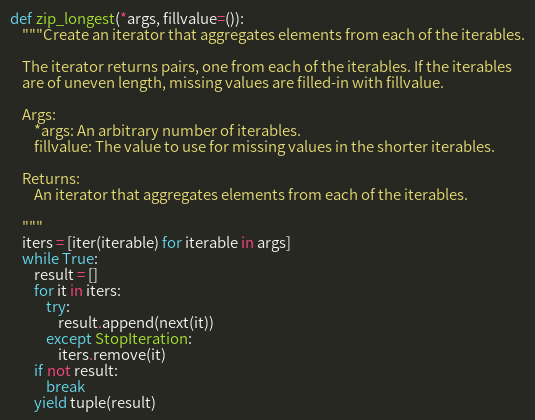 def zip_longest(*args, fillvalue=()):
"""Create an iterator that aggregates elements from each of the iterables.
The iterator returns pairs, one from each of the iterables. If the iterables
are of uneven length, missing values are filled-in with fillvalue.
Args:
*args: An arbitrary number of iterables.
fillvalue: The value to use for missing values in the shorter iterables.
Returns:
An iterator that aggregates elements from each of the iterables.
"""
iters = [iter(iterable) for iterable in args]
while True:
result = []
for it in iters:
try:
result.append(next(it))
except StopIteration:
iters.remove(it)
if not result:
break
yield tuple(result)